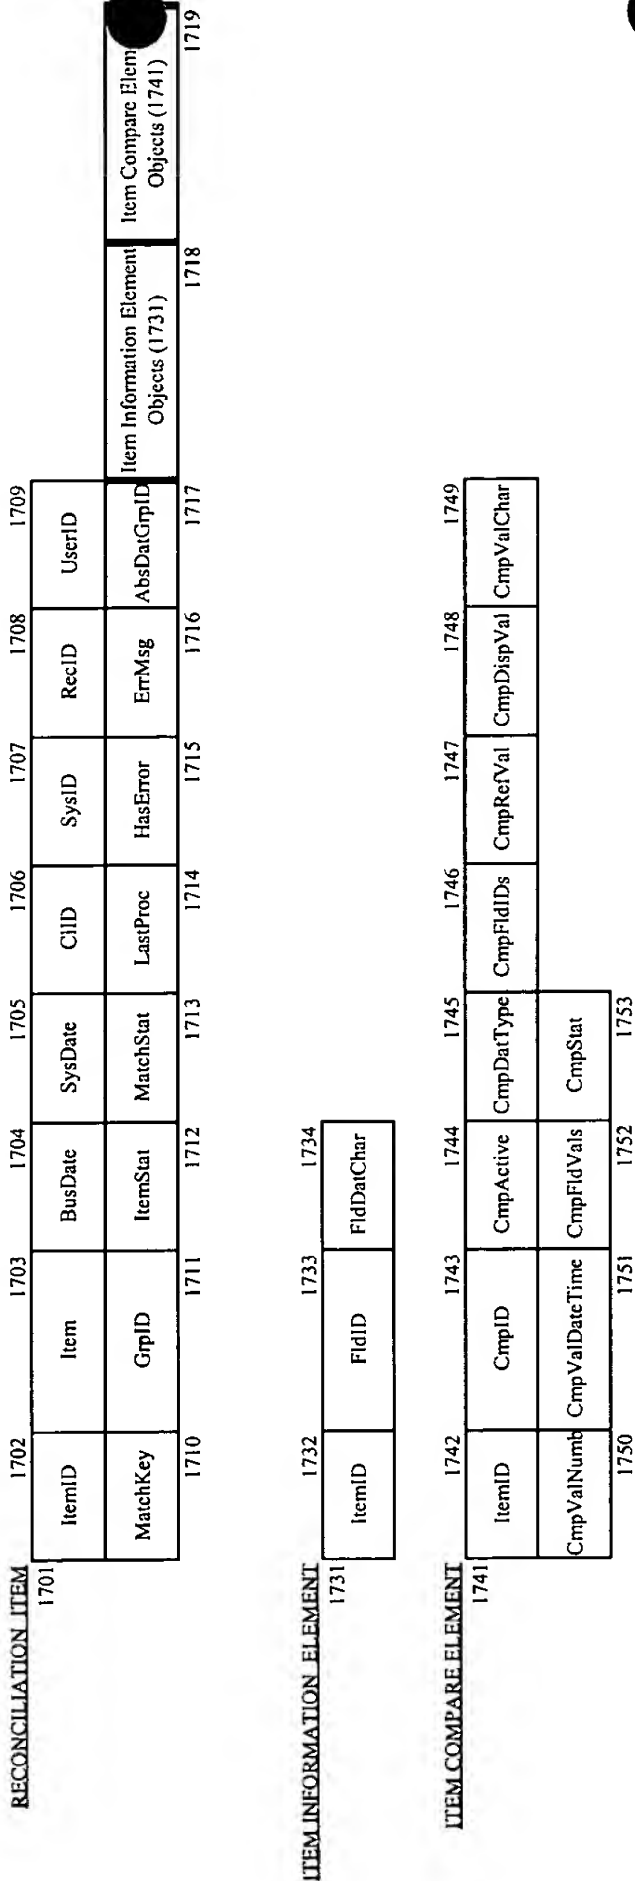 RECONCILIATION ITEM
1701
1702 1703 1704 1705 1706 1707 1708 1709
ItemID Item BusDate SysDate CllD SysID RecID UserID
MatchKey GrpID ItemStat MatchStat LastProc HasError ErrMsg AbsDatGrpID Item Information Element Item Compare Elem
Objects (1731) Objects (1741)
1710 1711 1712 1713 1714 1715 1716 1717 1718 1719
ITEM INFORMATION ELEMENT
1731
1732 1733 1734
ItemID FldID FldDatChar
ITEM COMPARE ELEMENT
1741
1742 1743 1744 1745 1746 1747 1748 1749
ItemID CmpID CmpActive CmpDatType CmpFldIDs CmpRefVal CmpDispVal CmpValChar
CmpValNumb CmpValDateTime CmpFldVals CmpStat
1750 1751 1752 1753